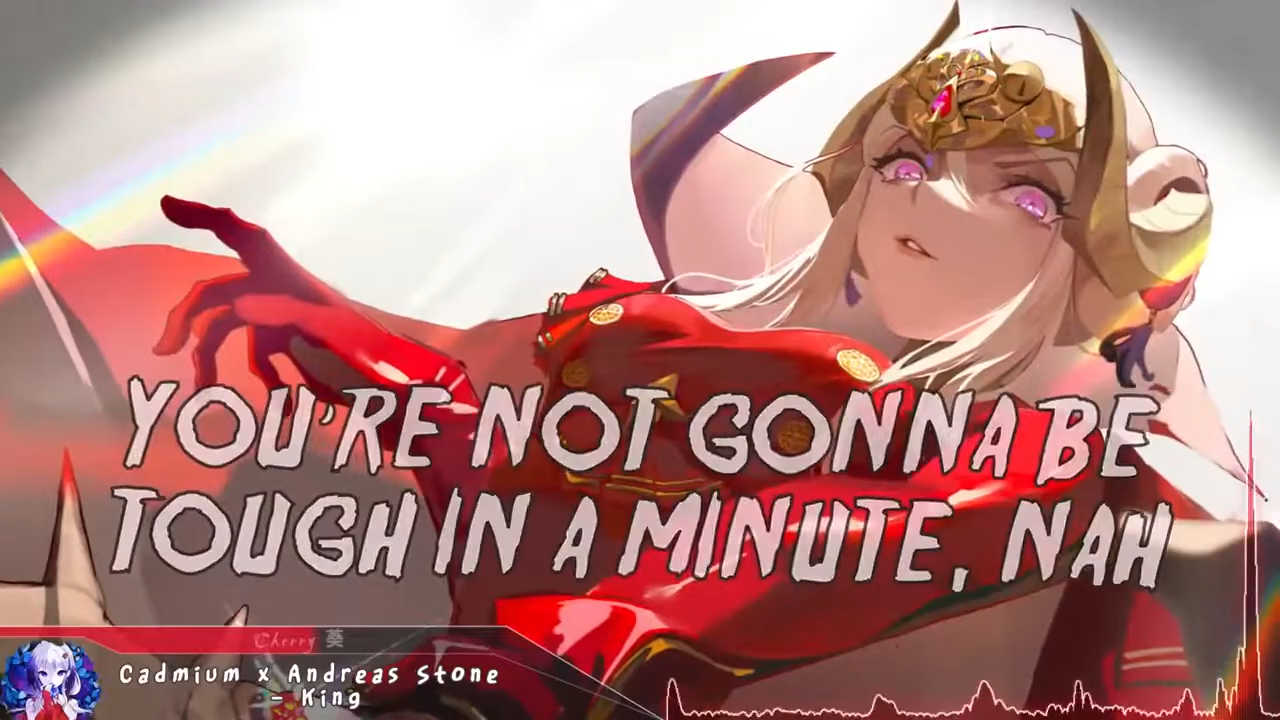 YOU'RE NOT GONNA BE
TOUGH IN A MINUTE, NAH
Cherry 葵
Cadmium x Andreas Stone
- King